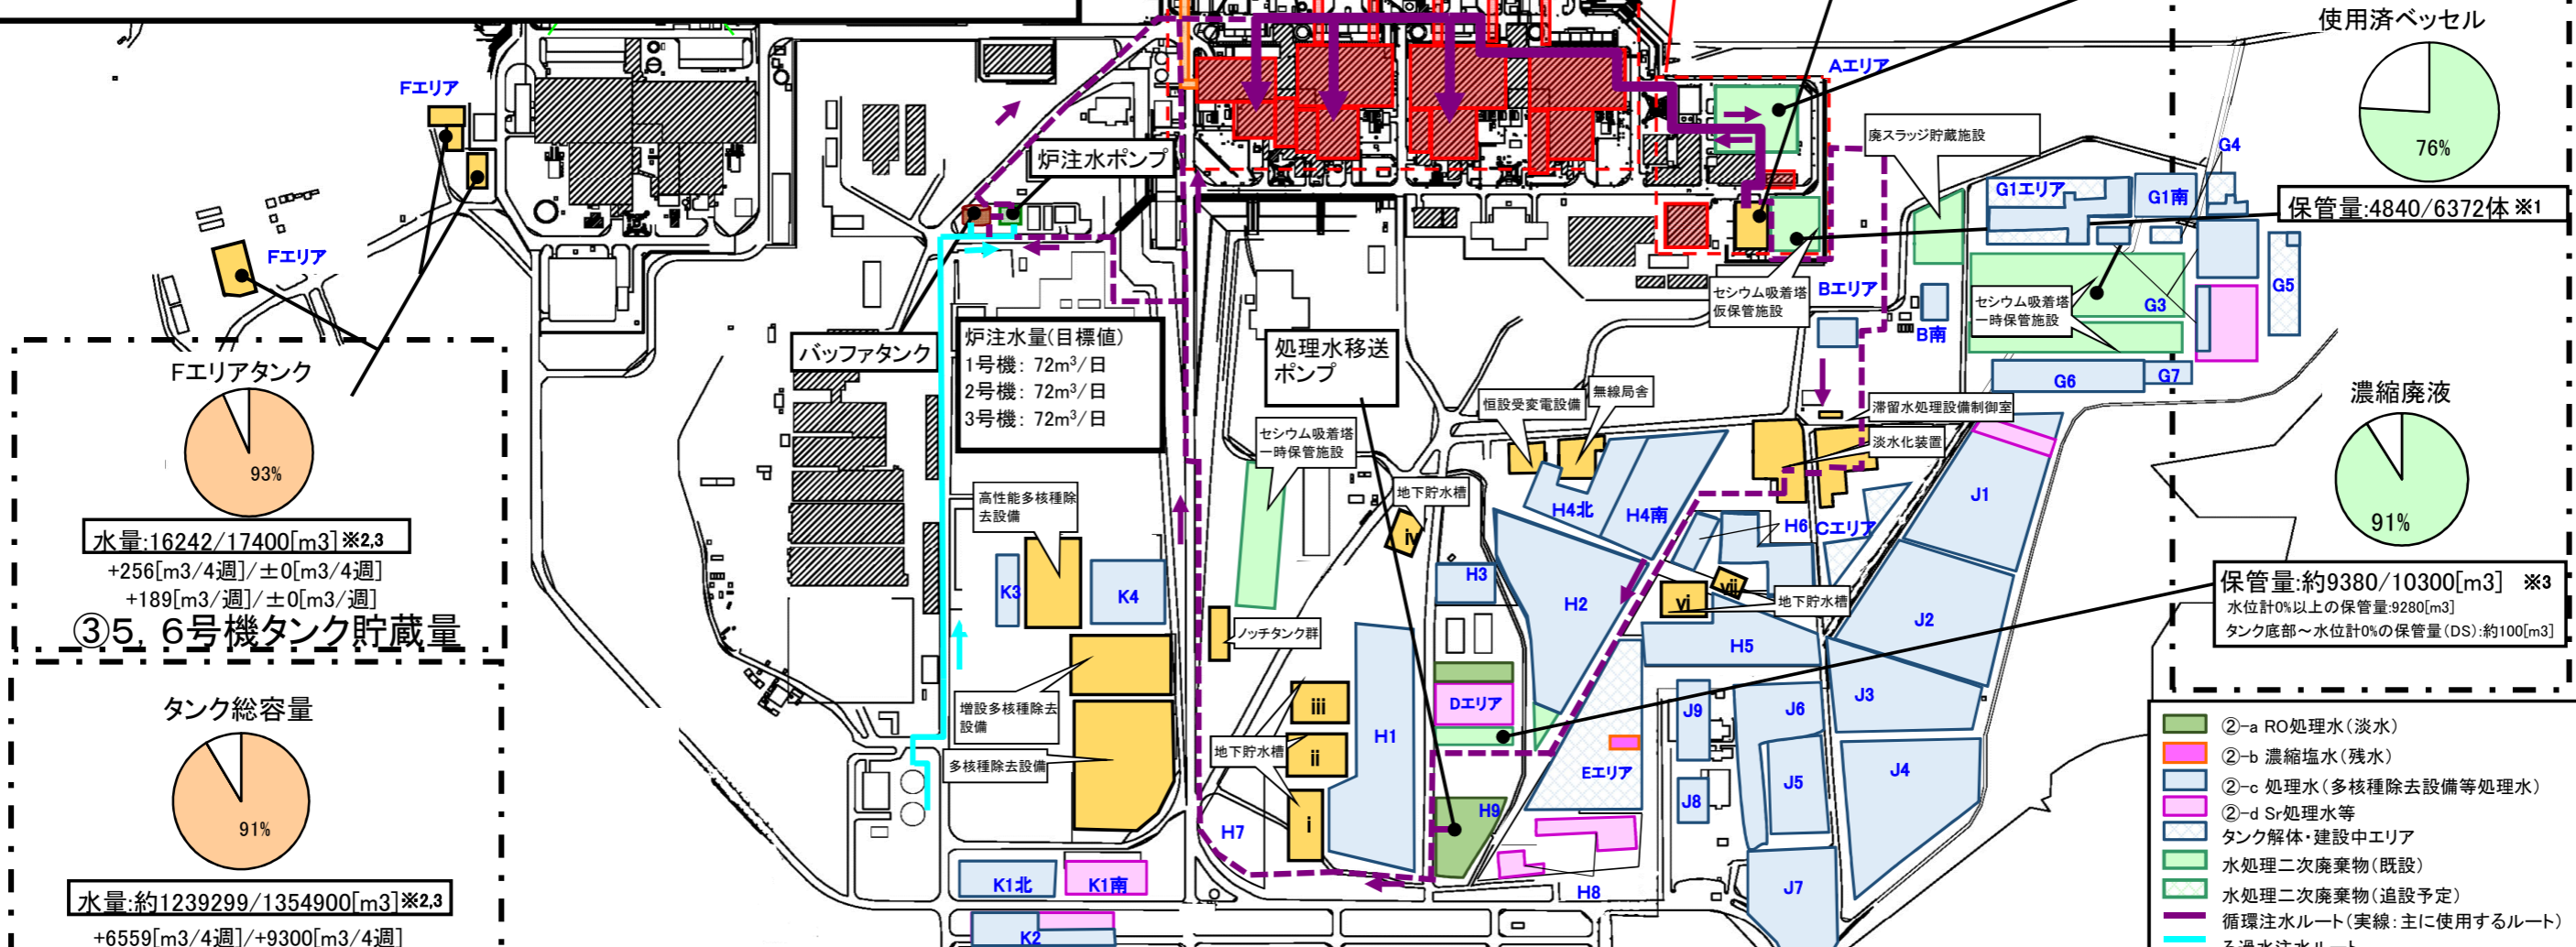 使用済ベッセル
76%
保管量:4840/6372体 ※1
濃縮廃液
91%
保管量:約9380/10300[m3] ※3
水位計0%以上の保管量:9280[m3]
タンク底部～水位計0%の保管量(DS):約100[m3]
Fエリア
Fエリア
Fエリアタンク
93%
水量:16242/17400[m3]※2,3
+256[m3/4週]/±0[m3/4週]
+189[m3/週]/±0[m3/週]
③5, 6号機タンク貯蔵量
タンク総容量
91%
水量:約1239299/1354900[m3]※2,3
+6559[m3/4週]/+9300[m3/4週]
炉注水ポンプ
バッファタンク
炉注水量(目標値)
1号機: 72m³/日
2号機: 72m³/日
3号機: 72m³/日
処理水移送
ポンプ
Aエリア
廃スラッジ貯蔵施設
G1エリア
G1南
G4
G5
G3
G6
G7
セシウム吸着塔
仮保管施設
セシウム吸着塔
一時保管施設
Bエリア
B南
恒設受変電設備
無線局舎
滞留水処理設備制御室
淡水化装置
セシウム吸着塔
一時保管施設
高性能多核種除
去設備
K3
K4
増設多核種除去
設備
多核種除去設備
ノッチタンク群
地下貯水槽
iv
地下貯水槽
iii
ii
i
vi
vii
地下貯水槽
H1
H2
H3
H4北
H4南
H5
H6
H7
H8
H9
Cエリア
Dエリア
Eエリア
J1
J2
J3
J4
J5
J6
J7
J8
J9
K1北
K1南
K2
②-a RO処理水(淡水)
②-b 濃縮塩水(残水)
②-c 処理水(多核種除去設備等処理水)
②-d Sr処理水等
タンク解体・建設中エリア
水処理二次廃棄物(既設)
水処理二次廃棄物(追設予定)
循環注水ルート(実線:主に使用するルート)
ろ過水注水ルート